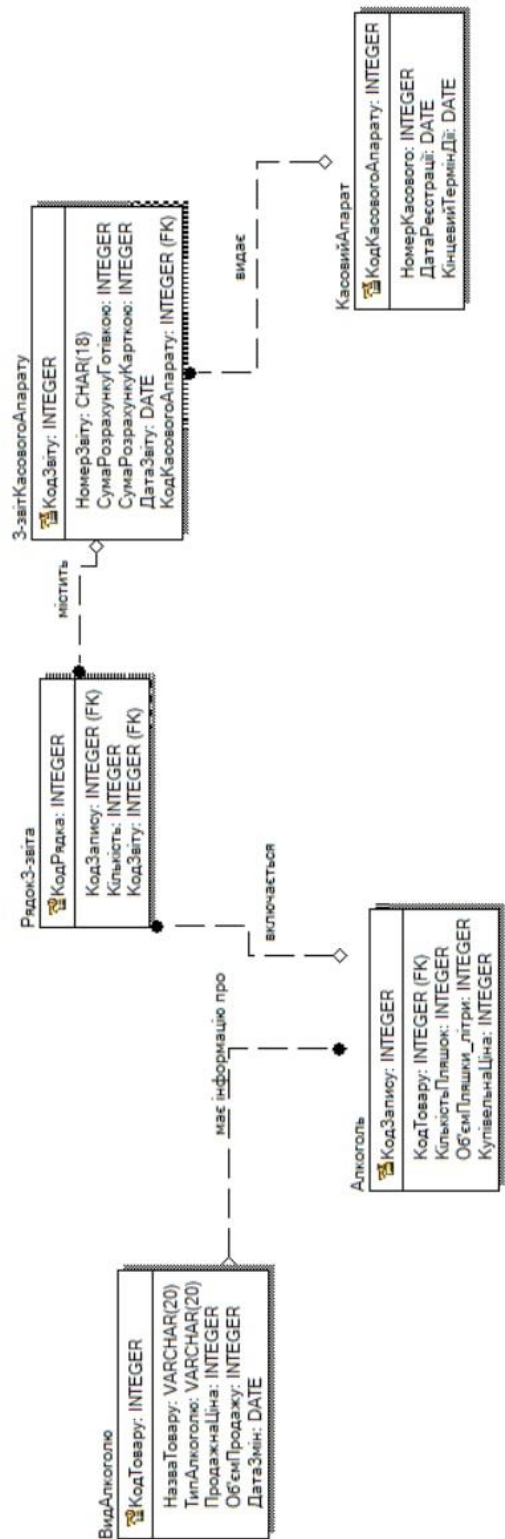 ВидАлкоголю
КодТовару: INTEGER
НазваТовару: VARCHAR(20)
ТипАлкоголю: VARCHAR(20)
ПродажнаЦіна: INTEGER
Об'ємПродажу: INTEGER
ДатаЗмін: DATE
має інформацію про
Алкоголь
КодЗапису: INTEGER
КодТовару: INTEGER (FK)
КількістьПляшок: INTEGER
Об'ємПляшки_літри: INTEGER
КупівельнаЦіна: INTEGER
включається
РядокЗ-звіта
КодРядка: INTEGER
КодЗапису: INTEGER (FK)
Кількість: INTEGER
КодЗвіту: INTEGER (FK)
містить
З-звітКасовогоАпарату
КодЗвіту: INTEGER
НомерЗвіту: CHAR(18)
СумаРозрахункуГотівкою: INTEGER
СумаРозрахункуКарткою: INTEGER
ДатаЗвіту: DATE
КодКасовогоАпарату: INTEGER (FK)
видає
КасовийАпарат
КодКасовогоАпарату: INTEGER
НомерКасового: INTEGER
ДатаРеєстрації: DATE
КінцевийТермінДії: DATE